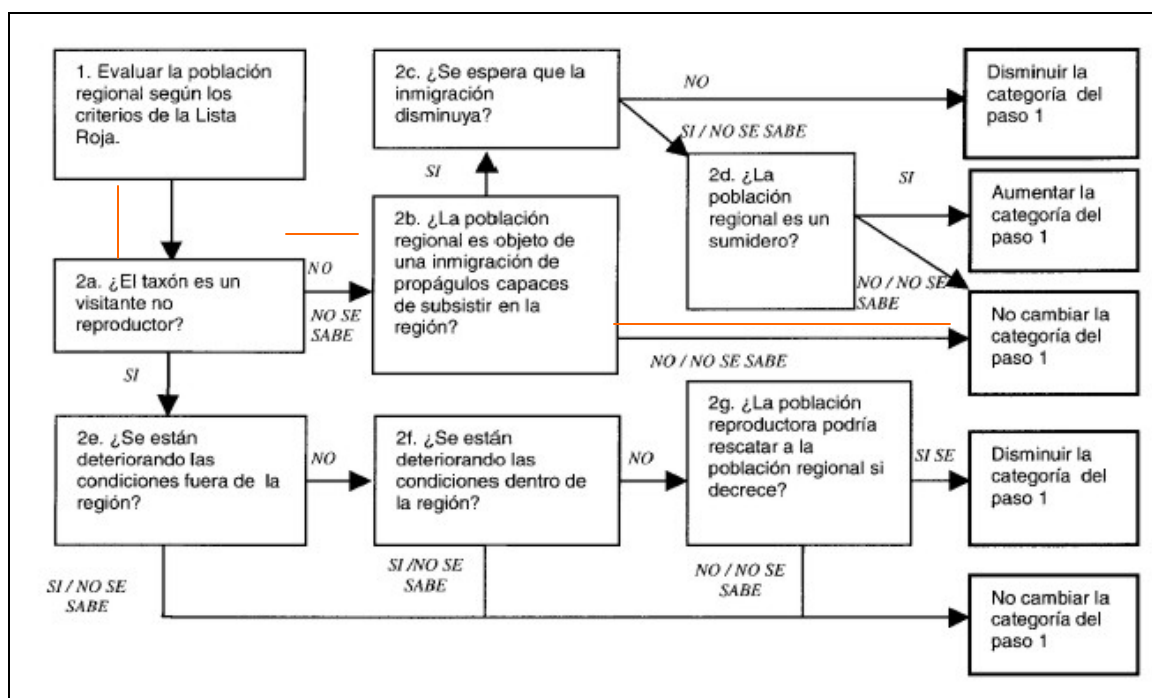 1. Evaluar la población
regional según los
criterios de la Lista
Roja.
2c. ¿Se espera que la
inmigración
disminuya?
NO
Disminuir la
categoría del
paso 1
SI / NO SE SABE
SI
2d. ¿La
población
regional es un
sumidero?
SI
Aumentar la
categoría del
paso 1
2b. ¿La población
regional es objeto de
una inmigración de
propágulos capaces
de subsistir en la
región?
2a. ¿El taxón es un
visitante no
reproductor?
NO
NO SE
SABE
NO / NO SE
SABE
No cambiar la
categoría del
paso 1
NO / NO SE SABE
SI
2e. ¿Se están
deteriorando las
condiciones fuera de la
región?
NO
2f. ¿Se están
deteriorando las
condiciones dentro de
la región?
NO
2g. ¿La población
reproductora podría
rescatar a la
población regional si
decrece?
SI SE
Disminuir la
categoría del
paso 1
SI / NO SE
SABE
SI /NO SE
SABE
NO / NO SE
SABE
No cambiar la
categoría del
paso 1